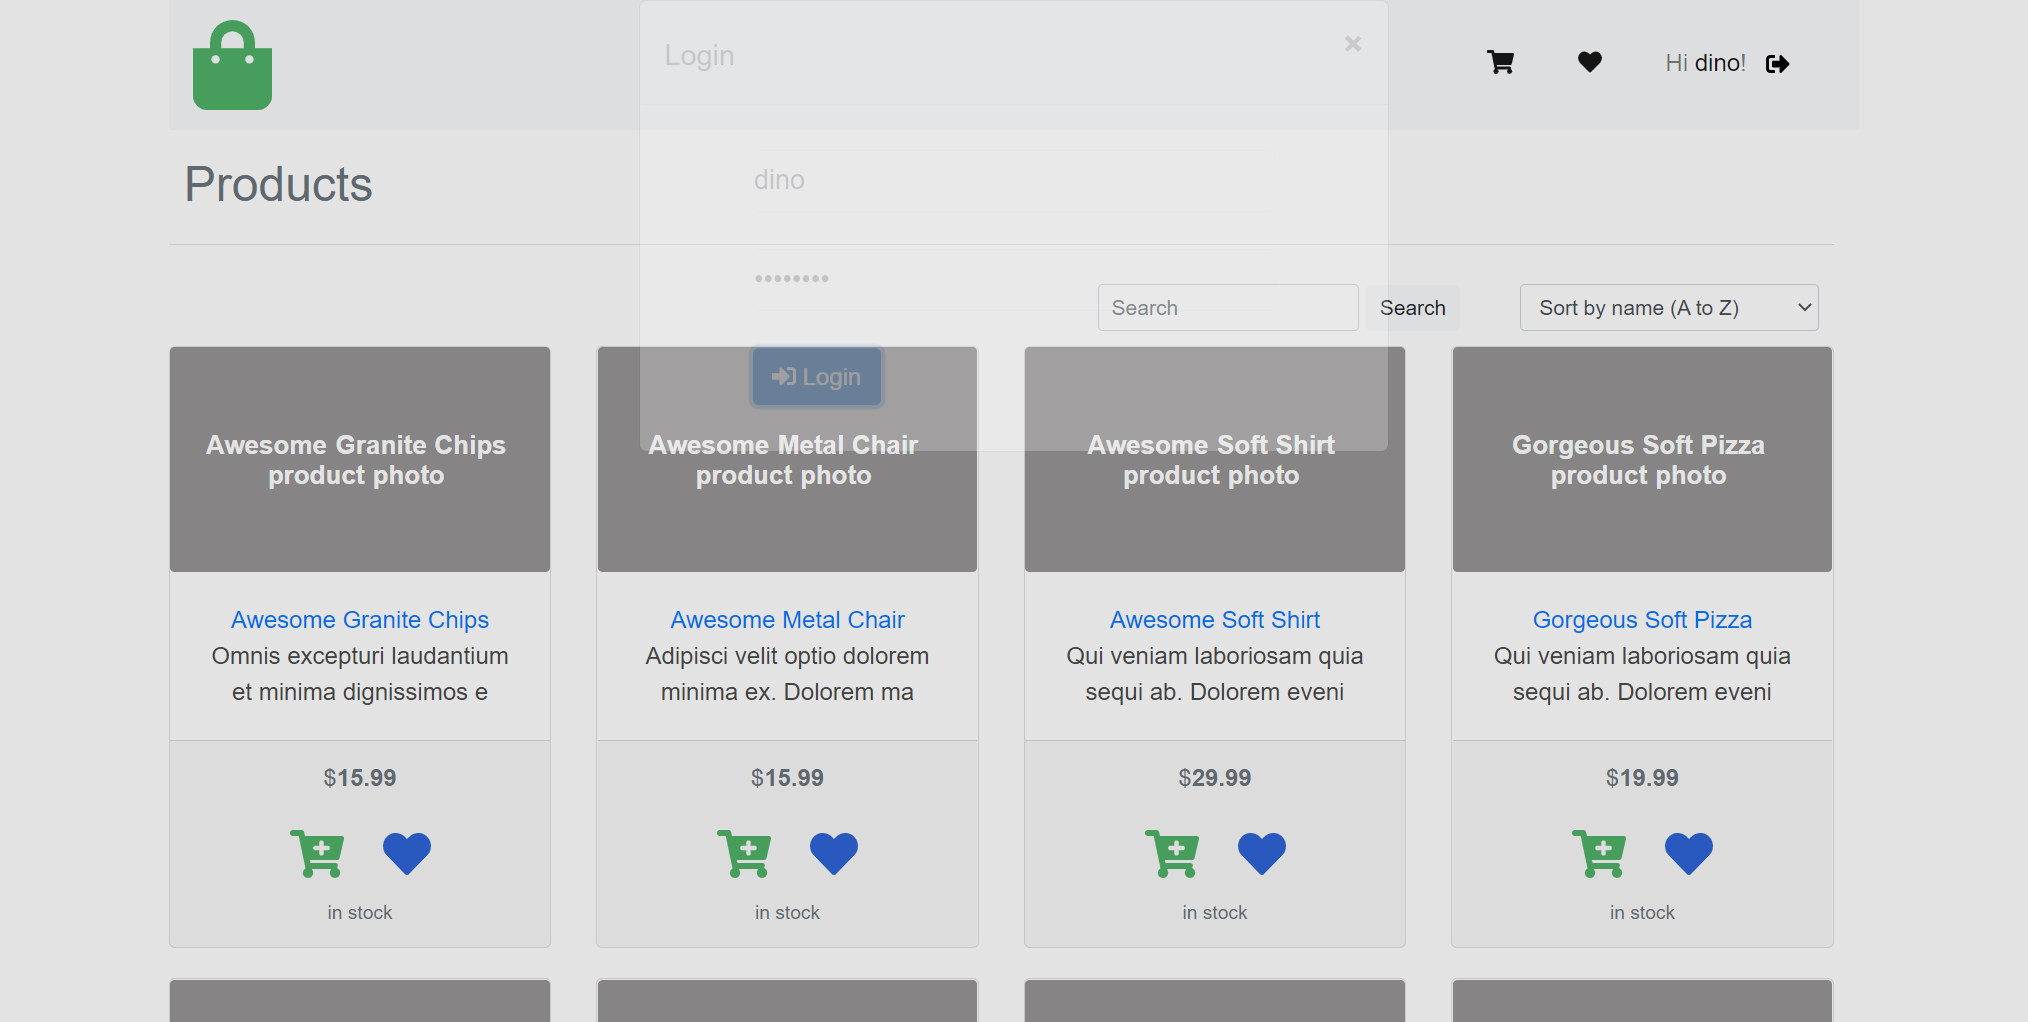 Login
×
Hi dino!
Products
dino
••••••••
Search
Search
Sort by name (A to Z)
Login
Awesome Granite Chips
product photo
Awesome Metal Chair
product photo
Awesome Soft Shirt
product photo
Gorgeous Soft Pizza
product photo
Awesome Granite Chips
Omnis excepturi laudantium
et minima dignissimos e
Awesome Metal Chair
Adipisci velit optio dolorem
minima ex. Dolorem ma
Awesome Soft Shirt
Qui veniam laboriosam quia
sequi ab. Dolorem eveni
Gorgeous Soft Pizza
Qui veniam laboriosam quia
sequi ab. Dolorem eveni
$15.99
$15.99
$29.99
$19.99
in stock
in stock
in stock
in stock